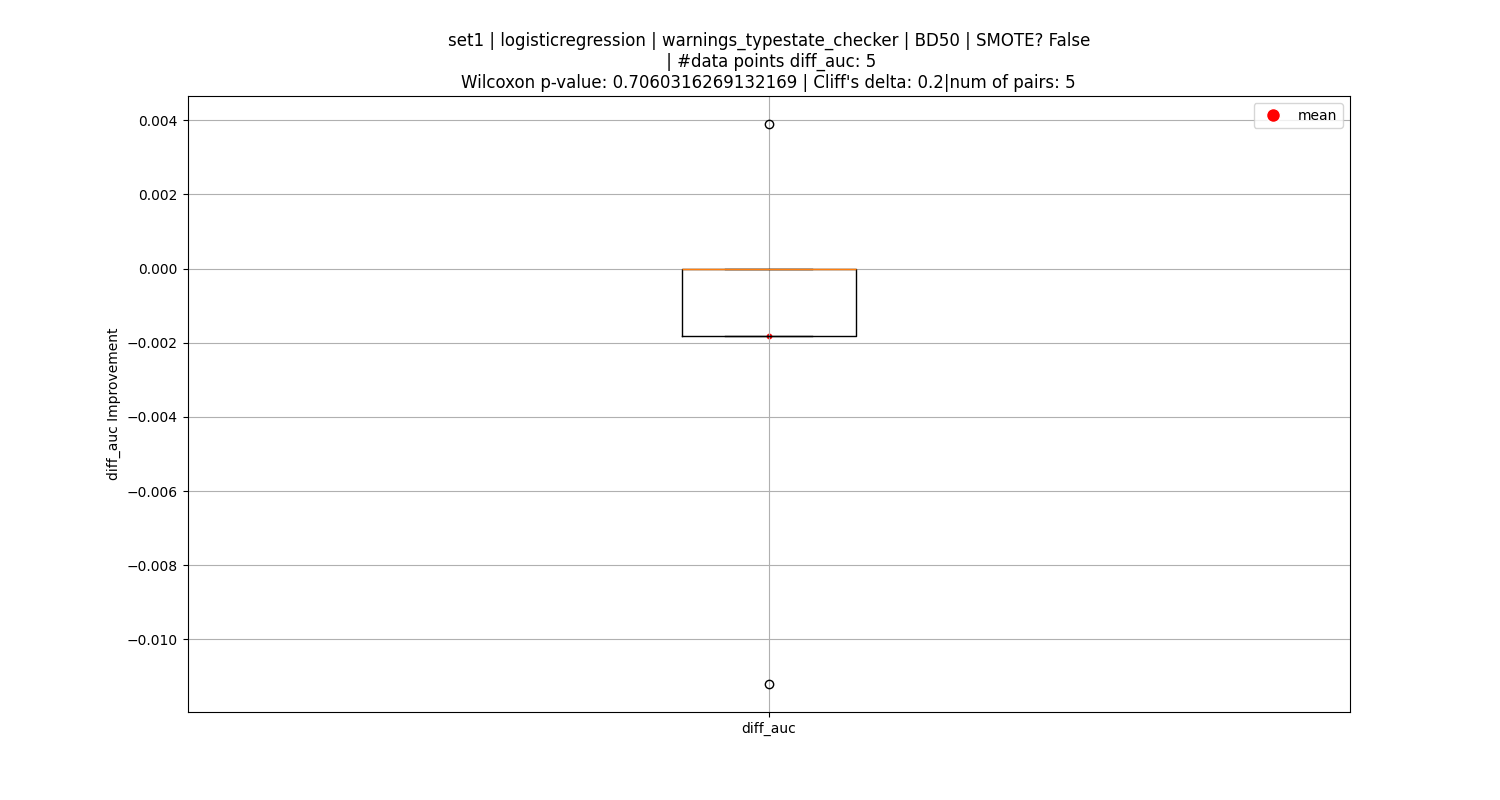 set1 | logisticregression | warnings_typestate_checker | BD50 | SMOTE? False
| #data points diff_auc: 5
Wilcoxon p-value: 0.7060316269132169 | Cliff's delta: 0.2|num of pairs: 5
mean
0.004
0.002
0.000
−0.002
−0.004
−0.006
−0.008
−0.010
diff_auc Improvement
diff_auc